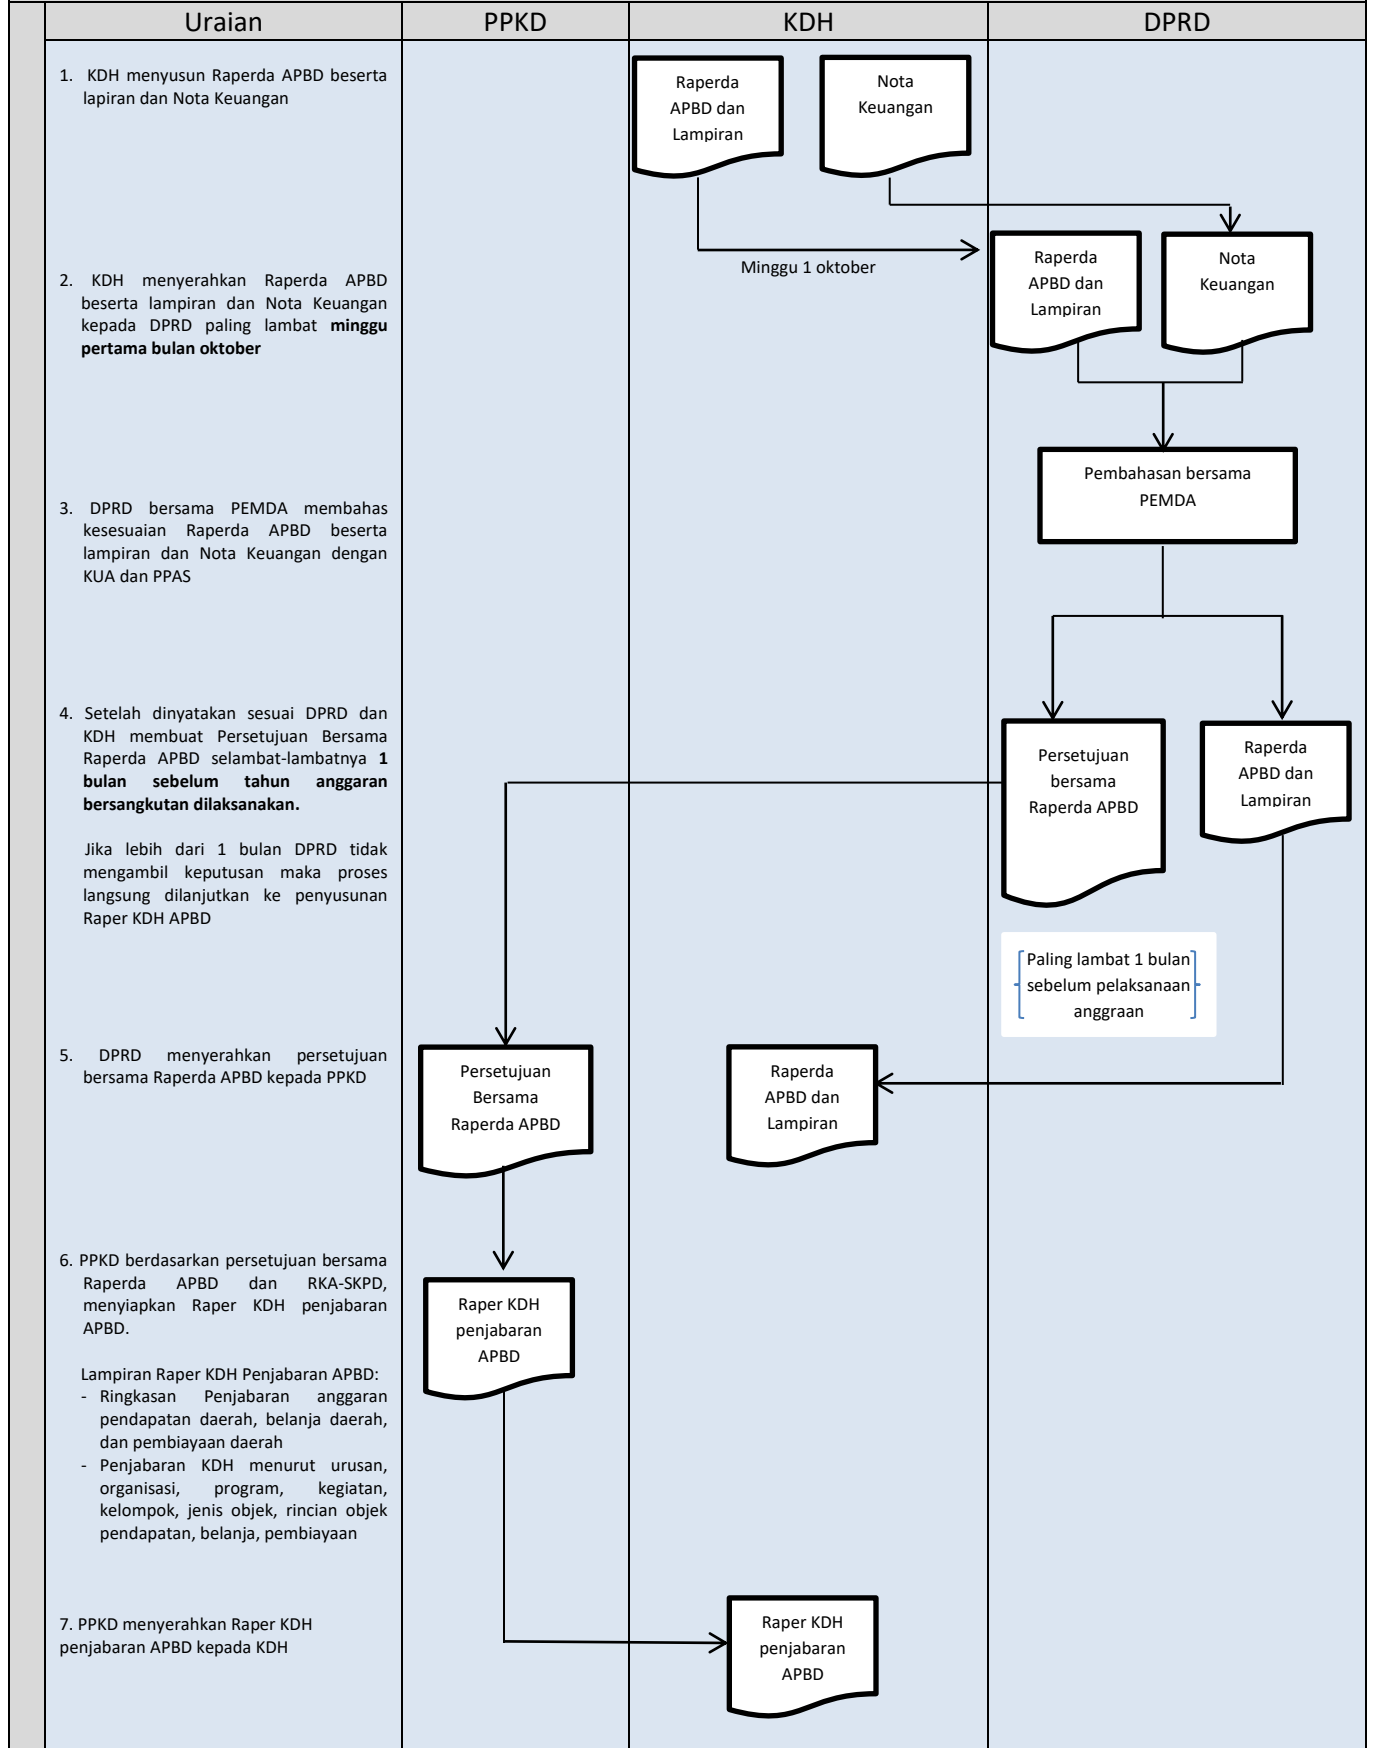 Uraian
PPKD
KDH
DPRD
1. KDH menyusun Raperda APBD beserta
lapiran dan Nota Keuangan
Raperda
APBD dan
Lampiran
Nota
Keuangan
Minggu 1 oktober
Raperda
APBD dan
Lampiran
Nota
Keuangan
2. KDH menyerahkan Raperda APBD
beserta lampiran dan Nota Keuangan
kepada DPRD paling lambat minggu
pertama bulan oktober
Pembahasan bersama
PEMDA
3. DPRD bersama PEMDA membahas
kesesuaian Raperda APBD beserta
lampiran dan Nota Keuangan dengan
KUA dan PPAS
4. Setelah dinyatakan sesuai DPRD dan
KDH membuat Persetujuan Bersama
Raperda APBD selambat-lambatnya 1
bulan sebelum tahun anggaran
bersangkutan dilaksanakan.
Jika lebih dari 1 bulan DPRD tidak
mengambil keputusan maka proses
langsung dilanjutkan ke penyusunan
Raper KDH APBD
Persetujuan
bersama
Raperda APBD
Raperda
APBD dan
Lampiran
Paling lambat 1 bulan
sebelum pelaksanaan
anggraan
5. DPRD menyerahkan persetujuan
bersama Raperda APBD kepada PPKD
Persetujuan
Bersama
Raperda APBD
Raperda
APBD dan
Lampiran
6. PPKD berdasarkan persetujuan bersama
Raperda APBD dan RKA-SKPD,
menyiapkan Raper KDH penjabaran
APBD.
Lampiran Raper KDH Penjabaran APBD:
- Ringkasan Penjabaran anggaran
pendapatan daerah, belanja daerah,
dan pembiayaan daerah
- Penjabaran KDH menurut urusan,
organisasi, program, kegiatan,
kelompok, jenis objek, rincian objek
pendapatan, belanja, pembiayaan
Raper KDH
penjabaran
APBD
7. PPKD menyerahkan Raper KDH
penjabaran APBD kepada KDH
Raper KDH
penjabaran
APBD